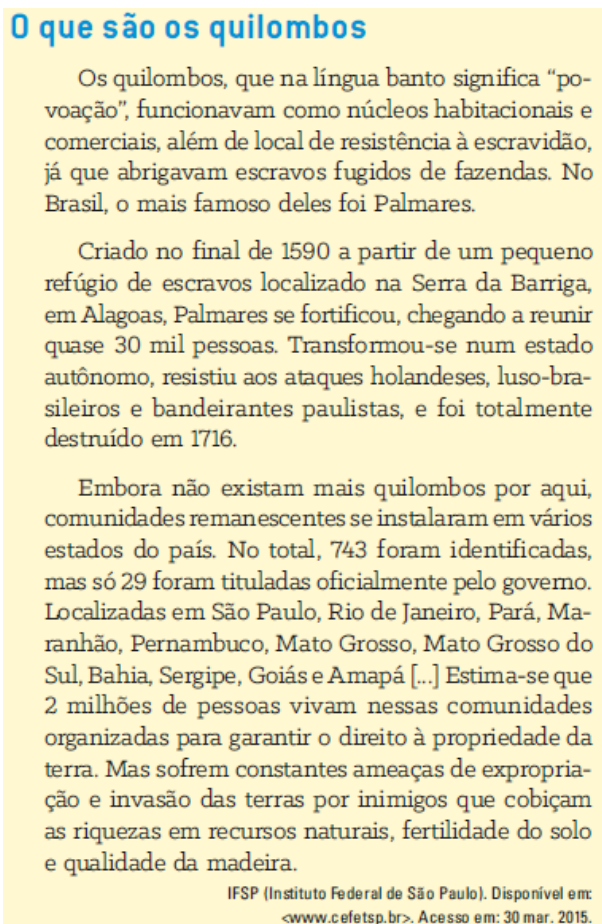 O que são os quilombos
Os quilombos, que na língua banto significa “po-
voação”, funcionavam como núcleos habitacionais e
comerciais, além de local de resistência à escravidão,
já que abrigavam escravos fugidos de fazendas. No
Brasil, o mais famoso deles foi Palmares.
Criado no final de 1590 a partir de um pequeno
refúgio de escravos localizado na Serra da Barriga,
em Alagoas, Palmares se fortificou, chegando a reunir
quase 30 mil pessoas. Transformou-se num estado
autônomo, resistiu aos ataques holandeses, luso-bra-
sileiros e bandeirantes paulistas, e foi totalmente
destruído em 1716.
Embora não existam mais quilombos por aqui,
comunidades remanescentes se instalaram em vários
estados do país. No total, 743 foram identificadas,
mas só 29 foram tituladas oficialmente pelo governo.
Localizadas em São Paulo, Rio de Janeiro, Pará, Ma-
ranhão, Pernambuco, Mato Grosso, Mato Grosso do
Sul, Bahia, Sergipe, Goiás e Amapá [...] Estima-se que
2 milhões de pessoas vivam nessas comunidades
organizadas para garantir o direito à propriedade da
terra. Mas sofrem constantes ameaças de expropria-
ção e invasão das terras por inimigos que cobiçam
as riquezas em recursos naturais, fertilidade do solo
e qualidade da madeira.
IFSP (Instituto Federal de São Paulo). Disponível em:
<www.cefetsp.br>. Acesso em: 30 mar. 2015.